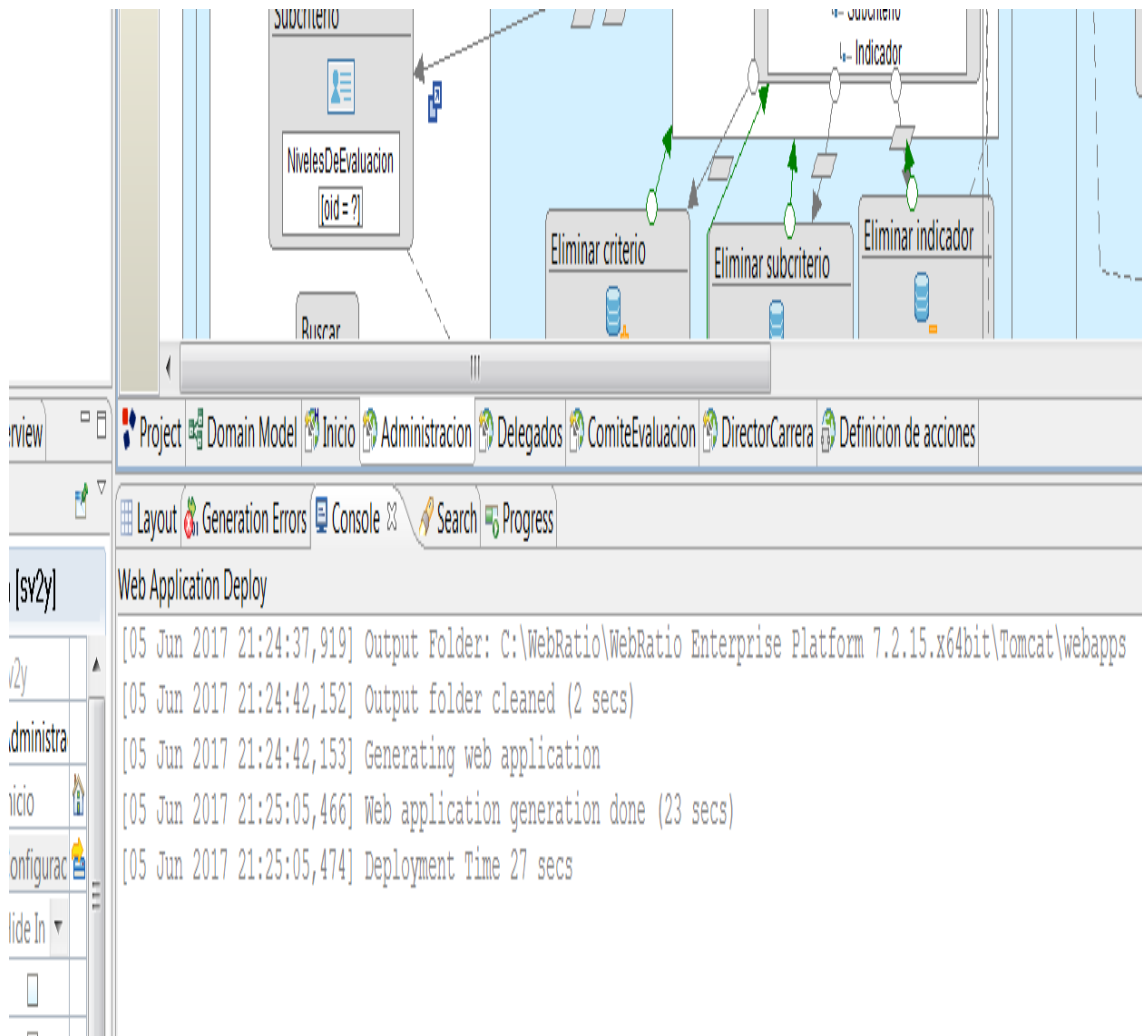 Subcriterio
NivelesDeEvaluacion
[oid = ?]
Buscar
Subcriterio
Indicador
Eliminar criterio
Eliminar subcriterio
Eliminar indicador
rview
Project Domain Model Inicio Administracion Delegados ComiteEvaluacion DirectorCarrera Definicion de acciones
Layout Generation Errors Console Search Progress
Web Application Deploy
[05 Jun 2017 21:24:37,919] Output Folder: C:\WebRatio\WebRatio Enterprise Platform 7.2.15.x64bit\Tomcat\webapps
[05 Jun 2017 21:24:42,152] Output folder cleaned (2 secs)
[05 Jun 2017 21:24:42,153] Generating web application
[05 Jun 2017 21:25:05,466] Web application generation done (23 secs)
[05 Jun 2017 21:25:05,474] Deployment Time 27 secs
[sv2y]
v2y
dministra
nicio
onfigurac
lide In